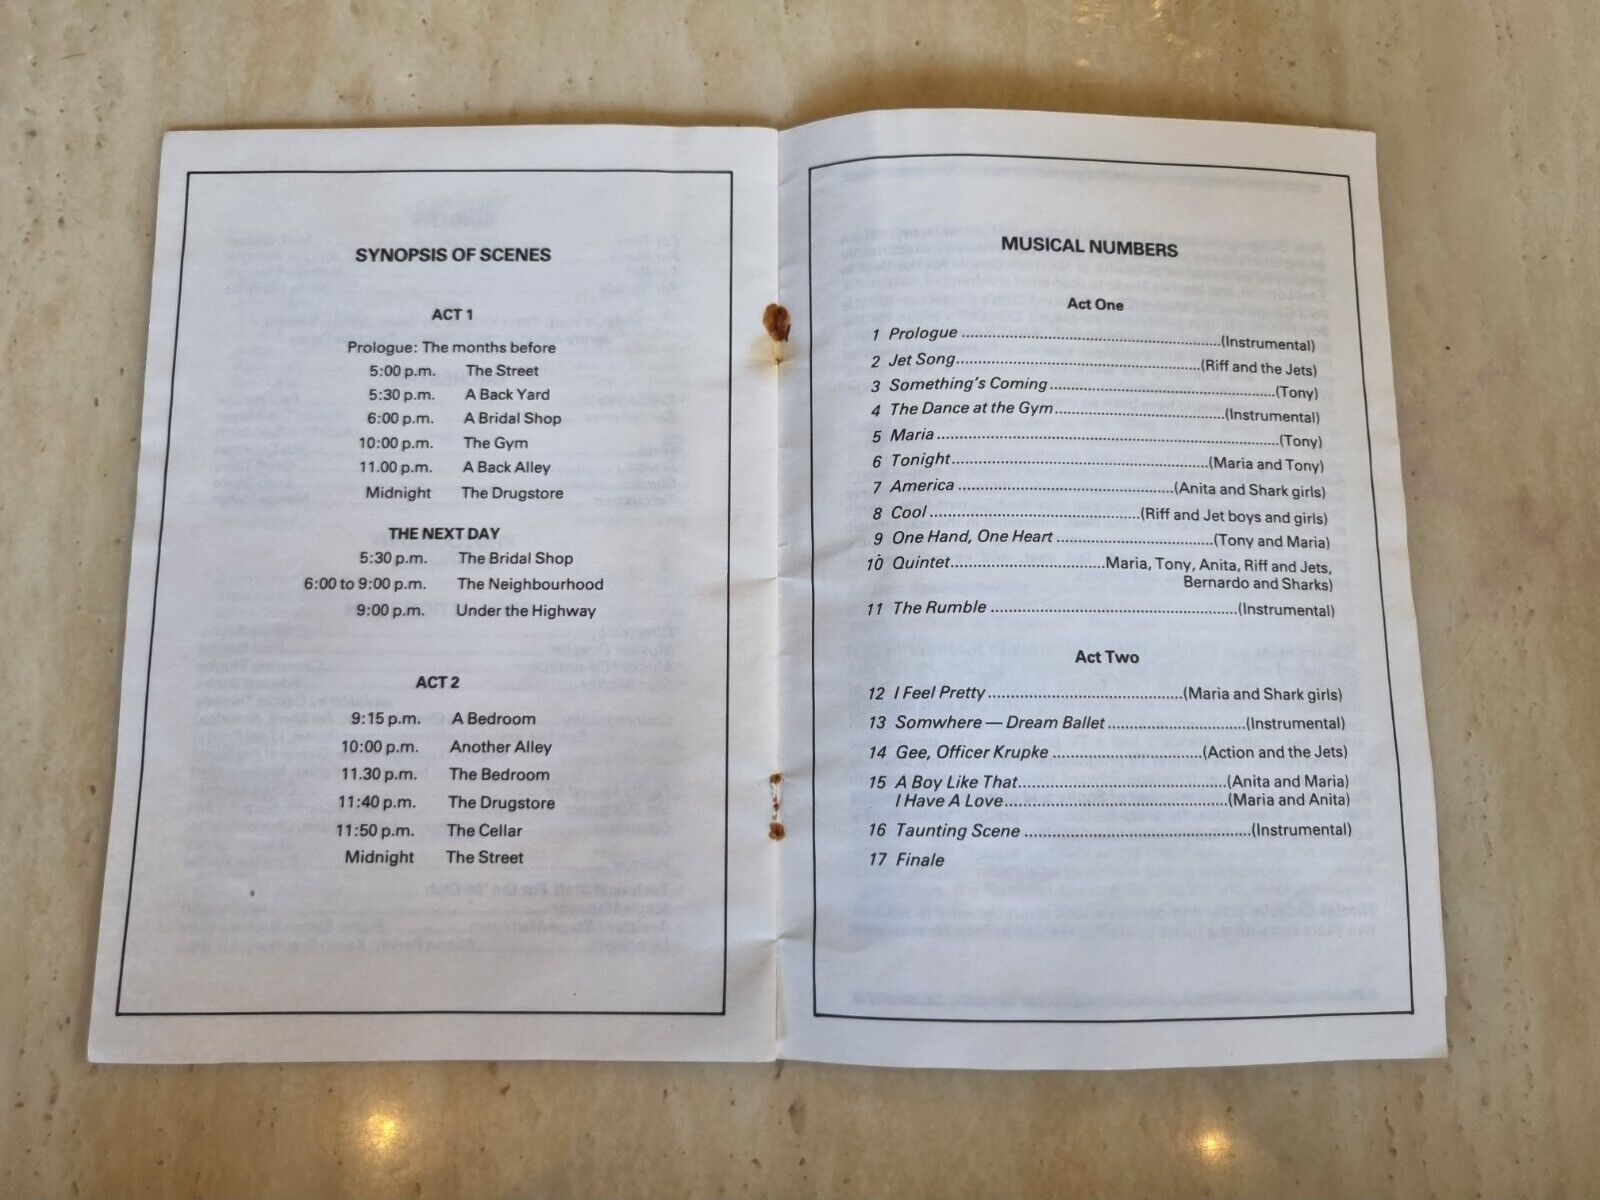 SYNOPSIS OF SCENES
ACT 1
Prologue: The months before
5:00 p.m. The Street
5:30 p.m. A Back Yard
6:00 p.m. A Bridal Shop
10:00 p.m. The Gym
11.00 p.m. A Back Alley
Midnight The Drugstore
THE NEXT DAY
5:30 p.m. The Bridal Shop
6:00 to 9:00 p.m. The Neighbourhood
9:00 p.m. Under the Highway
ACT 2
9:15 p.m. A Bedroom
10:00 p.m. Another Alley
11.30 p.m. The Bedroom
11:40 p.m. The Drugstore
11:50 p.m. The Cellar
Midnight The Street
MUSICAL NUMBERS
Act One
1 Prologue ........................(Instrumental)
2 Jet Song........................(Riff and the Jets)
3 Something's Coming........................(Tony)
4 The Dance at the Gym........................(Instrumental)
5 Maria........................(Tony)
6 Tonight........................(Maria and Tony)
7 America ........................(Anita and Shark girls)
8 Cool ........................(Riff and Jet boys and girls)
9 One Hand, One Heart ........................(Tony and Maria)
10 Quintet........................Maria, Tony, Anita, Riff and Jets,
Bernardo and Sharks)
11 The Rumble ........................(Instrumental)
Act Two
12 I Feel Pretty........................(Maria and Shark girls)
13 Somwhere — Dream Ballet........................(Instrumental)
14 Gee, Officer Krupke ........................(Action and the Jets)
15 A Boy Like That........................(Anita and Maria)
I Have A Love........................(Maria and Anita)
16 Taunting Scene ........................(Instrumental)
17 Finale